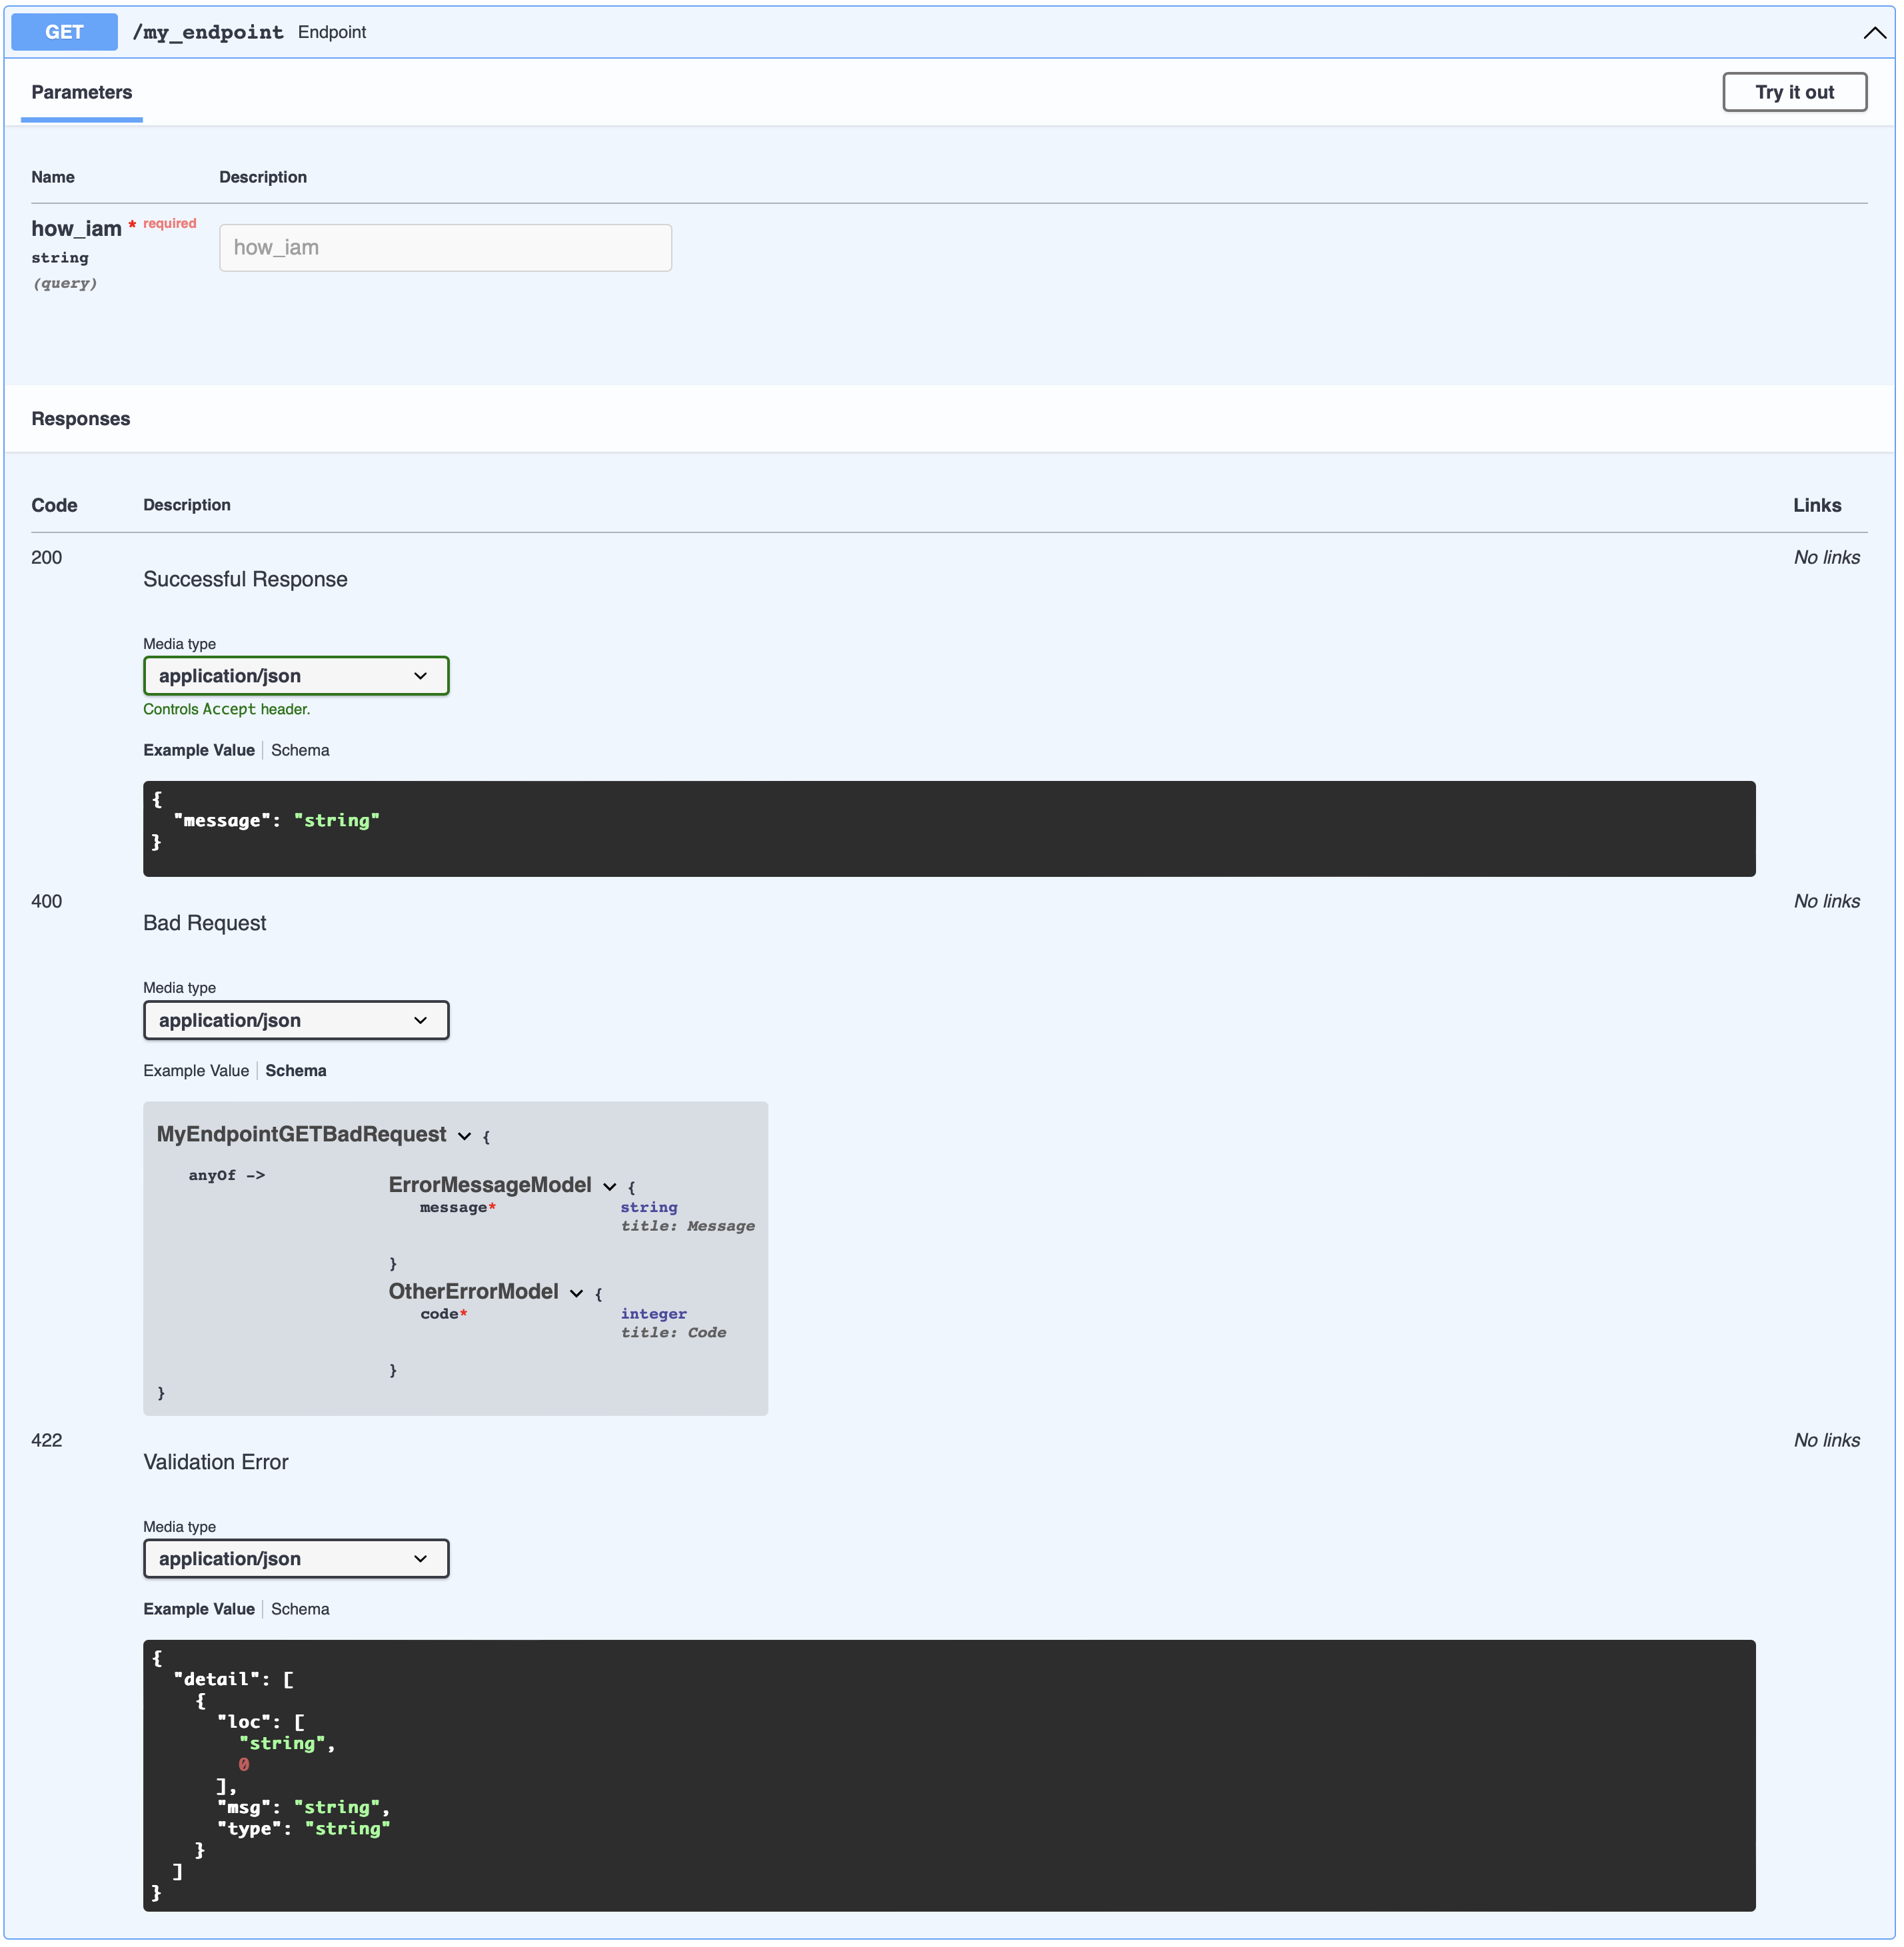 GET /my_endpoint Endpoint
Parameters
Try it out
Name Description
how_iam * required
string
(query)
how_iam
Responses
Code Description Links
200 No links
Successful Response
Media type
application/json
Controls Accept header.
Example Value Schema
{
"message": "string"
}
400 No links
Bad Request
Media type
application/json
Example Value Schema
MyEndpointGETBadRequest {
anyOf ->
ErrorMessageModel {
message* string
title: Message
}
OtherErrorModel {
code* integer
title: Code
}
}
422 No links
Validation Error
Media type
application/json
Example Value Schema
{
"detail": [
{
"loc": [
"string",
0
],
"msg": "string",
"type": "string"
}
]
}